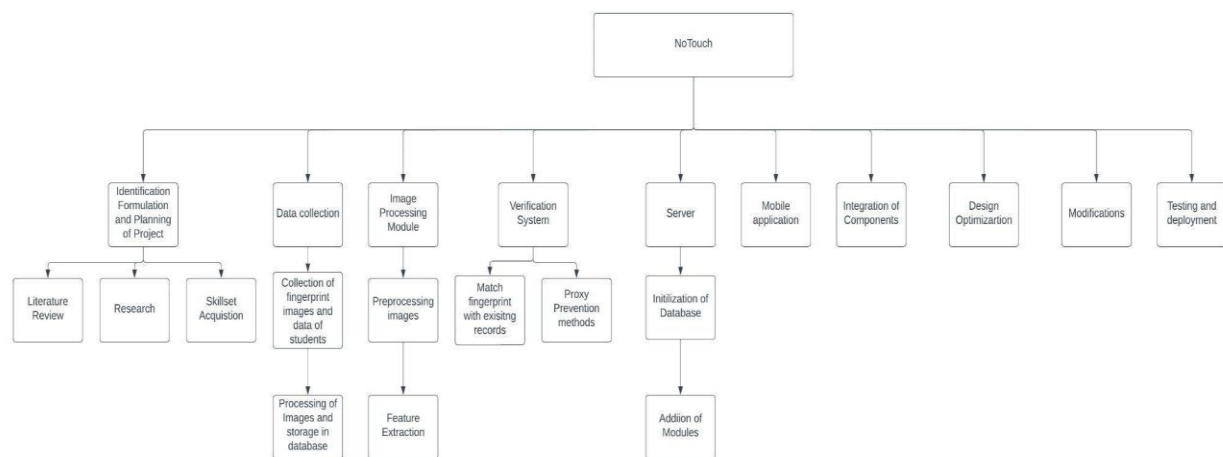 NoTouch
Identification
Formulation
and Planning
of Project
Data collection
Image
Processing
Module
Verification
System
Server
Mobile
application
Integration of
Components
Design
Optimizartion
Modifications
Testing and
deployment
Literature
Review
Research
Skillset
Acquistion
Collection of
fingerprint
images and
data of
students
Preprocessing
images
Match
fingerprint
with exisitng
records
Proxy
Prevention
methods
Initilization of
Database
Processing of
Images and
storage in
database
Feature
Extraction
Addiion of
Modules